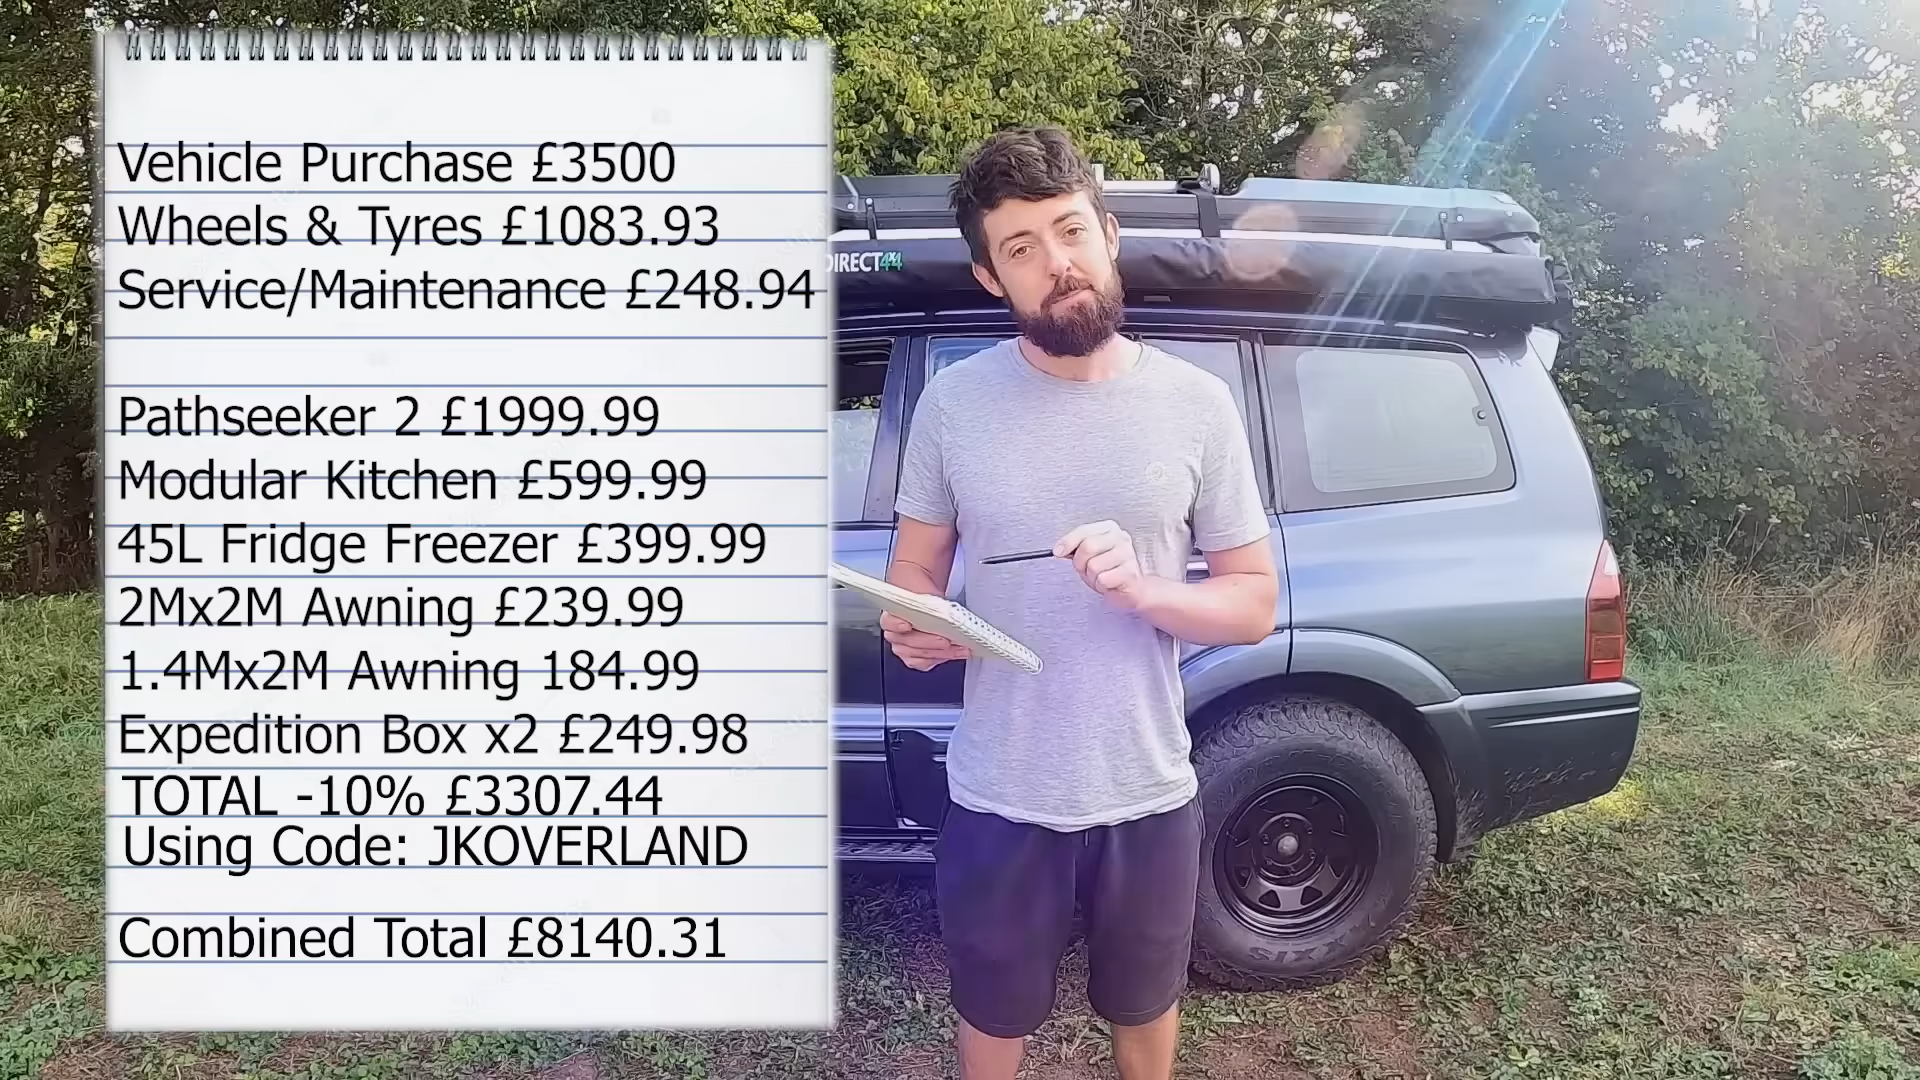 Vehicle Purchase £3500
Wheels & Tyres £1083.93
Service/Maintenance £248.94
Pathseeker 2 £1999.99
Modular Kitchen £599.99
45L Fridge Freezer £399.99
2Mx2M Awning £239.99
1.4Mx2M Awning 184.99
Expedition Box x2 £249.98
TOTAL -10% £3307.44
Using Code: JKOVERLAND
Combined Total £8140.31
DIRECT4x4